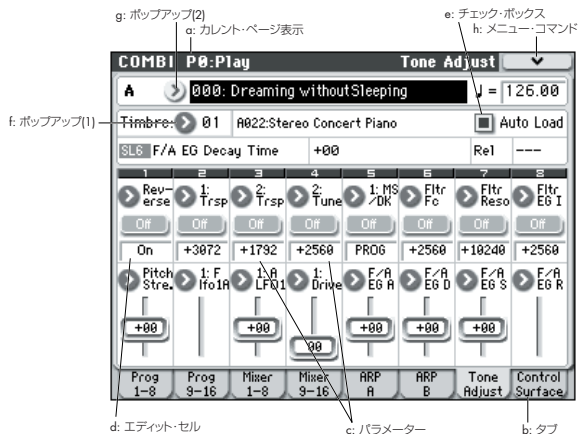 g: ポップアップ(2)
a: カレント・ページ表示
e: チェック・ボックス
h: メニュー・コマンド
COMBI P0:Play Tone Adjust
A 000: Dreaming withoutSleeping ♩= 126.00
f: ポップアップ(1)
Timbre: 01 A022:Stereo Concert Piano Auto Load
SL6 F/A EG Decay Time +00 Rel ---
1 2 3 4 5 6 7 8
Rev-erse 1: Trsp 2: Trsp 2: Tune 1: MS/DK Fltr Fc Fltr Reso Fltr EG I
Off Off Off Off Off Off Off Off
On +3072 +1792 +2560 PROG +2560 +10240 +2560
Pitch Stre. 1: F lfo1A 1: A LFO1 1: Drive F/A EG A F/A EG D F/A EG S F/A EG R
+00 +00 00 +00 +00 +00
Prog 1-8 Prog 9-16 Mixer 1-8 Mixer 9-16 ARP A ARP B Tone Adjust Control Surface
d: エディット・セル
c: パラメーター
b: タブ